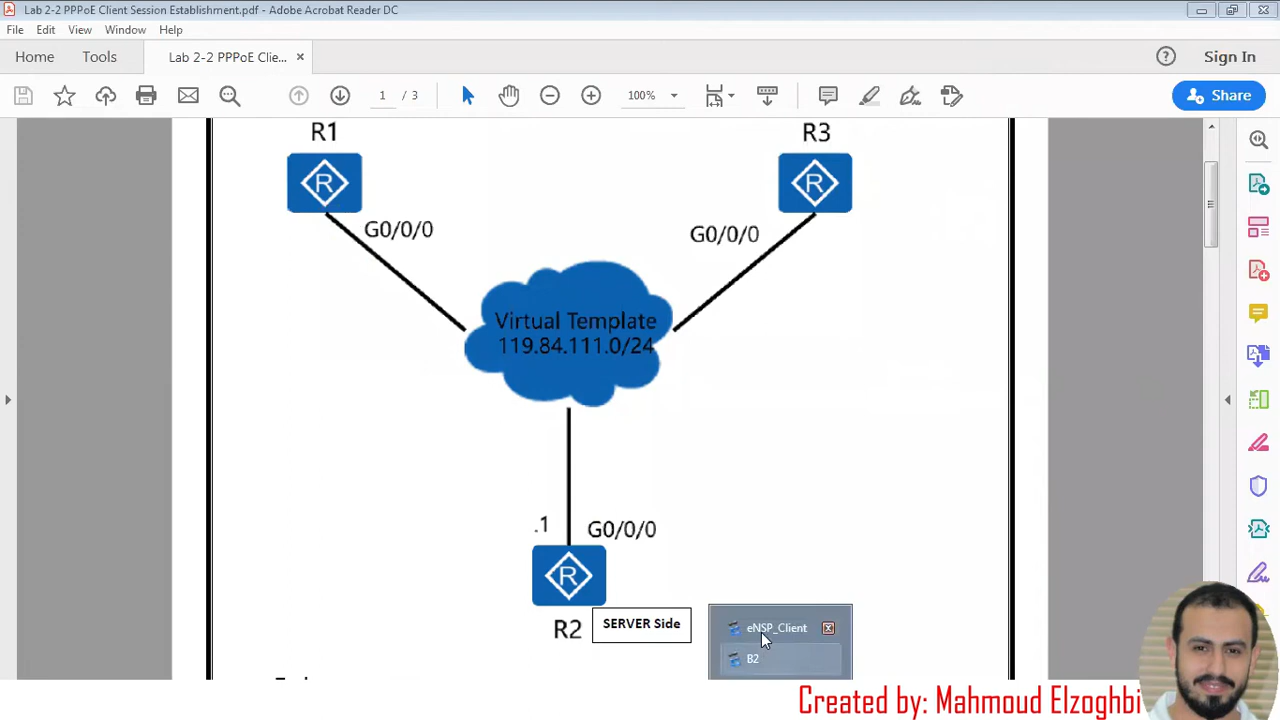 Lab 2-2 PPPoE Client Session Establishment.pdf - Adobe Acrobat Reader DC
File Edit View Window Help
Home Tools Lab 2-2 PPPoE Clie... × ? Sign In
1 / 3 100% Share
R1 R3
R R
G0/0/0 G0/0/0
Virtual Template
119.84.111.0/24
.1 G0/0/0
R
R2 SERVER Side
eNSP_Client
B2
Created by: Mahmoud Elzoghbi